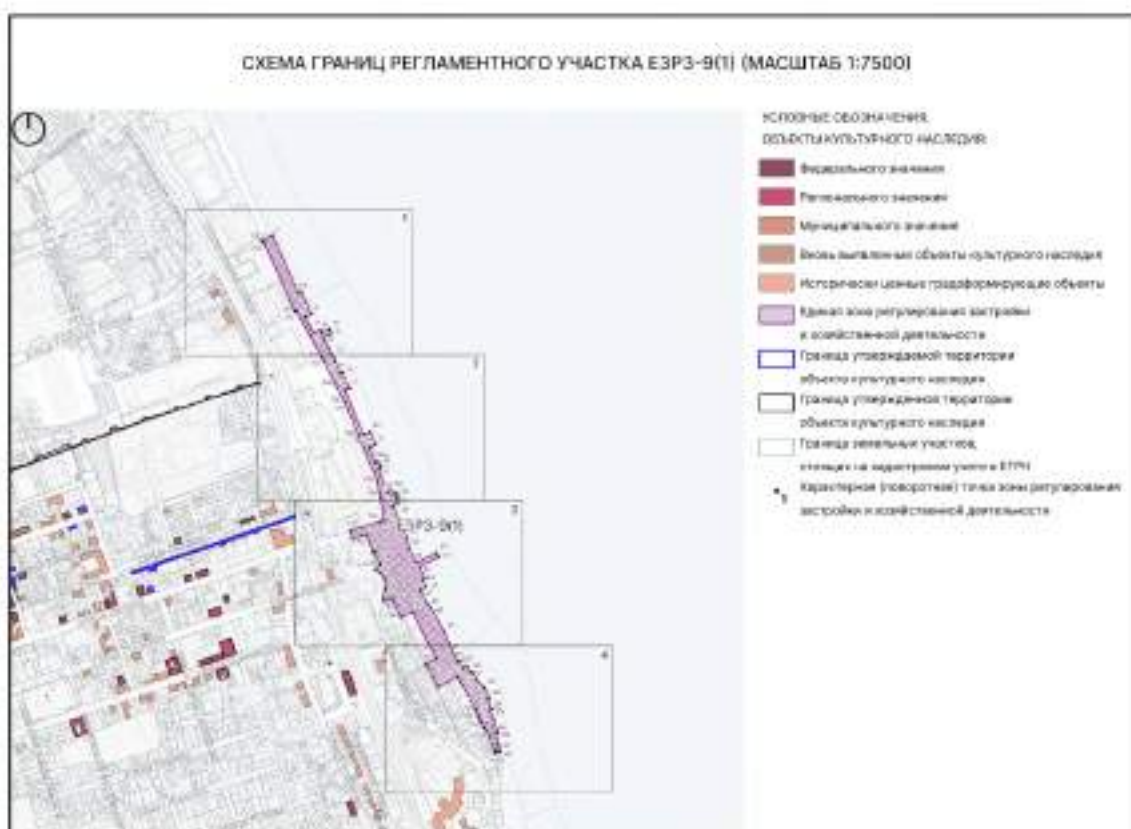 СХЕМА ГРАНИЦ РЕГЛАМЕНТНОГО УЧАСТКА ЕЗРЗ-9(1) (МАСШТАБ 1:7500)
УСЛОВНЫЕ ОБОЗНАЧЕНИЯ:
ОБЪЕКТЫ КУЛЬТУРНОГО НАСЛЕДИЯ:
Федерального значения
Регионального значения
Муниципального значения
Вновь выявленные объекты культурного наследия
Исторически ценные градоформирующие объекты
Единая зона регулирования застройки
и хозяйственной деятельности
Граница утверждаемой территории
объекта культурного наследия
Граница утвержденной территории
объекта культурного наследия
Граница земельных участков,
стоящих на кадастровом учете в ЕГРН
Характерная (поворотная) точка зоны регулирования
застройки и хозяйственной деятельности
1
2
3
ЕЗРЗ-9(1)
4